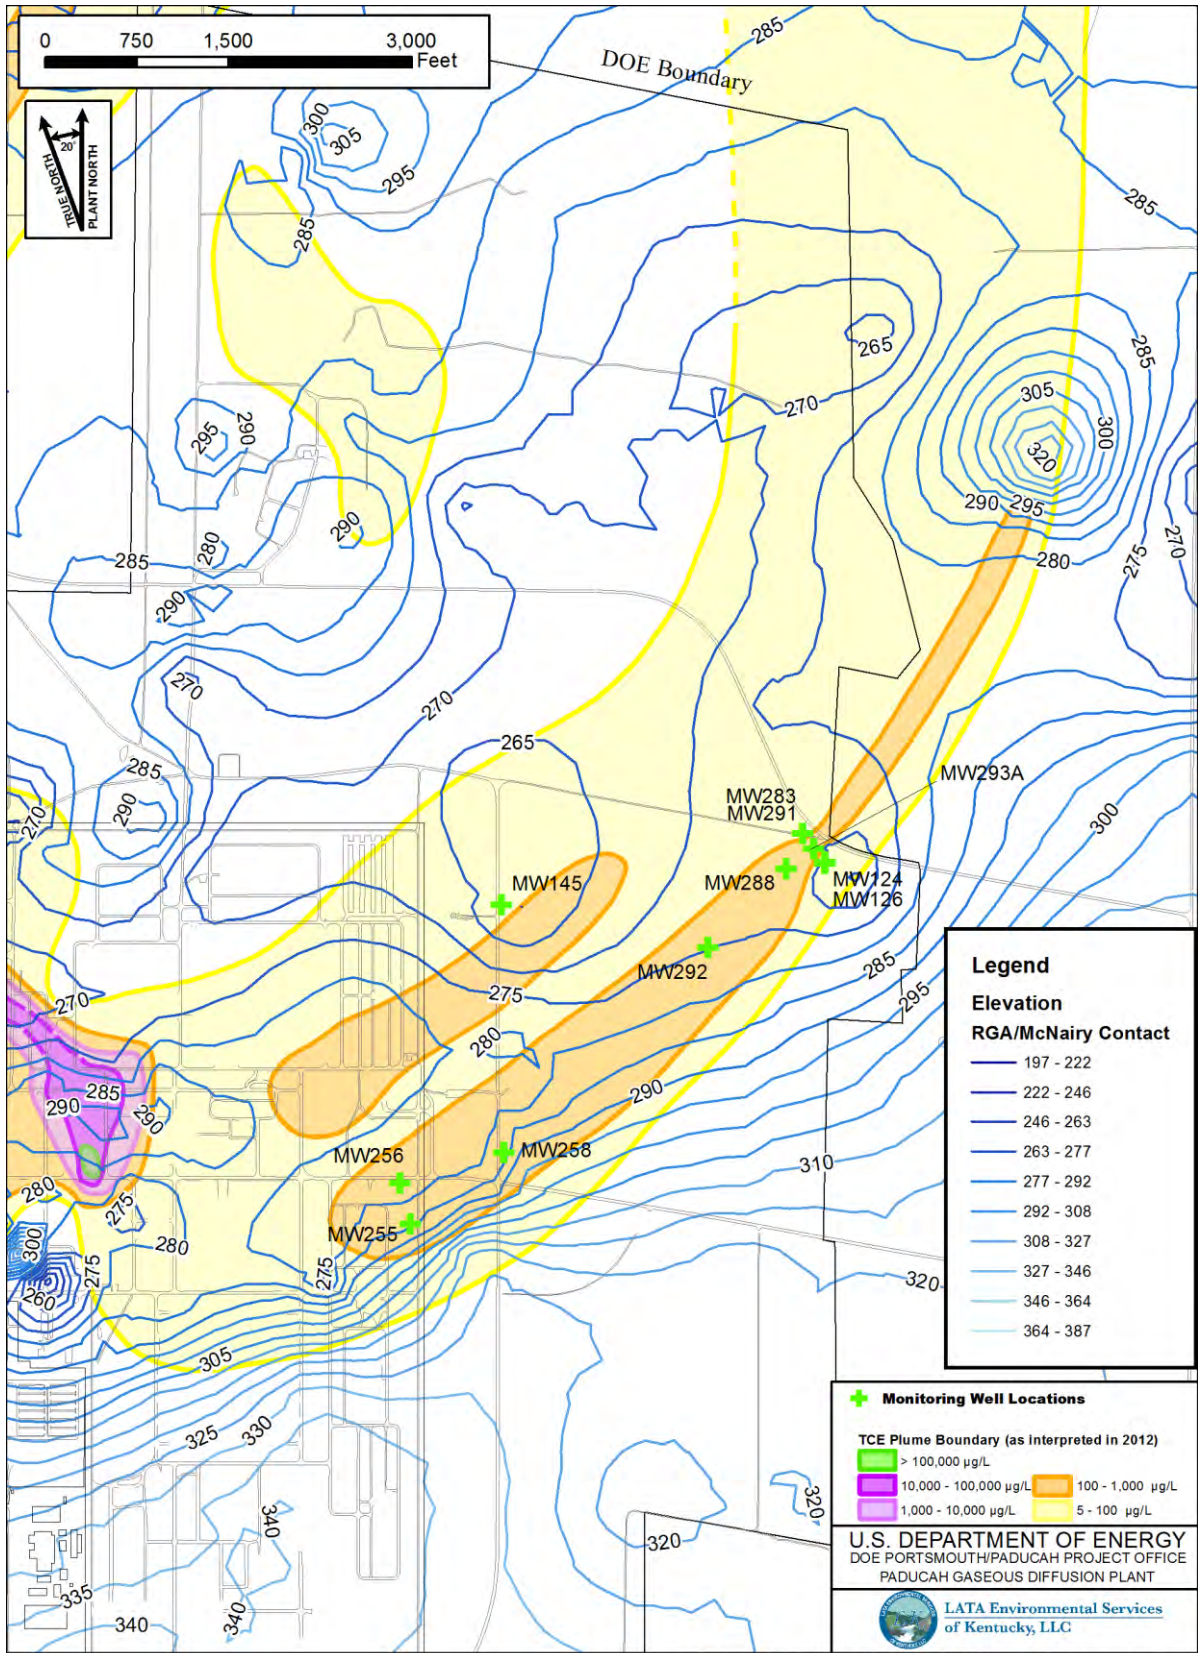 0 750 1,500 3,000
Feet
DOE Boundary
285
TRUE NORTH
20°
PLANT NORTH
300
305
295
285
285
265
270
285
305
300
320
290
295
280
275
270
295
290
290
280
285
290
270
270
265
285
290
270
MW293A
MW283
MW291
300
MW145
MW288
MW124
MW126
MW292
285
295
275
270
280
285
290
290
290
MW256
MW258
310
MW255
280
275
280
300
275
275
260
320
305
325
330
340
320
320
335
340
340
Legend
Elevation
RGA/McNairy Contact
197 - 222
222 - 246
246 - 263
263 - 277
277 - 292
292 - 308
308 - 327
327 - 346
346 - 364
364 - 387
Monitoring Well Locations
TCE Plume Boundary (as interpreted in 2012)
> 100,000 µg/L
10,000 - 100,000 µg/L 100 - 1,000 µg/L
1,000 - 10,000 µg/L 5 - 100 µg/L
U.S. DEPARTMENT OF ENERGY
DOE PORTSMOUTH/PADUCAH PROJECT OFFICE
PADUCAH GASEOUS DIFFUSION PLANT
LATA Environmental Services
of Kentucky, LLC